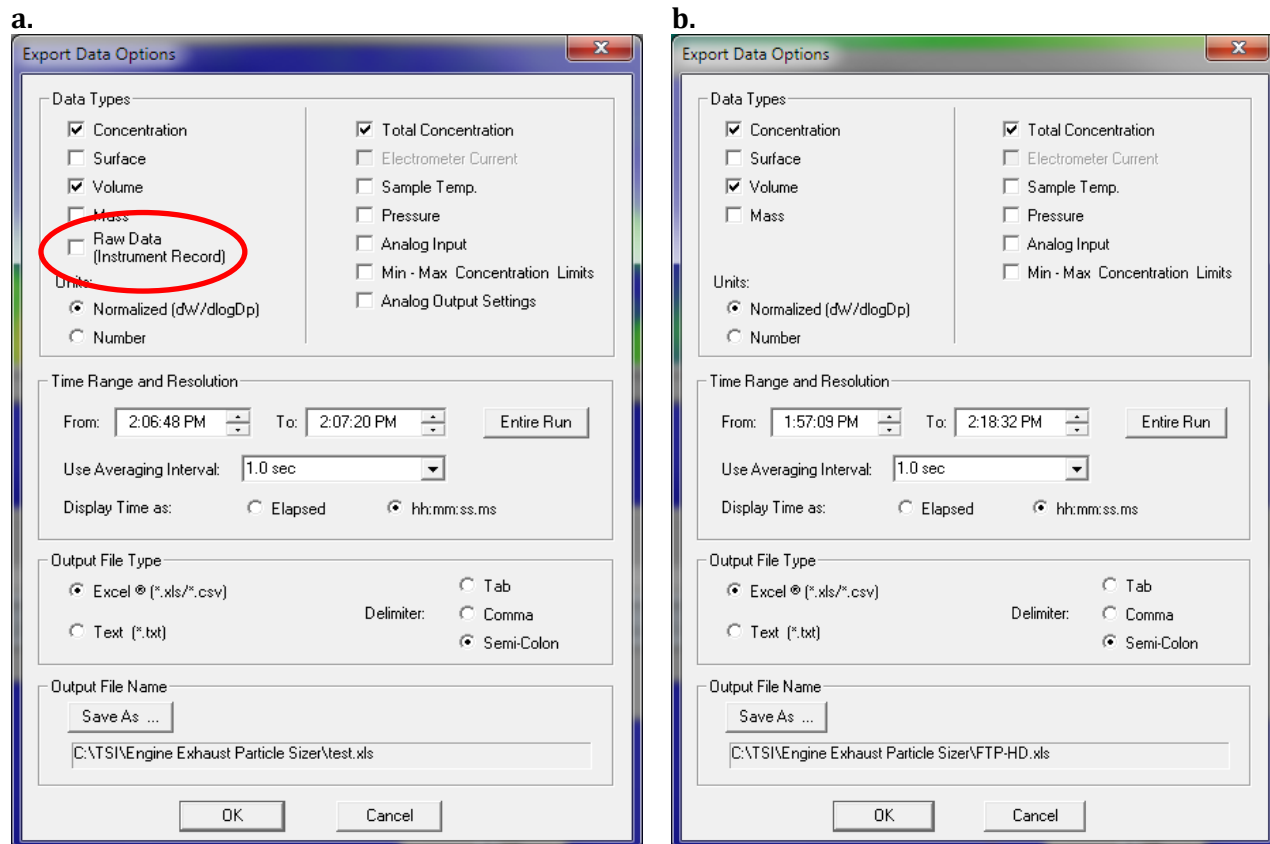 a.
Export Data Options
Data Types
Concentration
Surface
Volume
Mass
Raw Data
(Instrument Record)
Total Concentration
Electrometer Current
Sample Temp.
Pressure
Analog Input
Min - Max Concentration Limits
Analog Output Settings
Units:
Normalized (dW/dlogDp)
Number
Time Range and Resolution
From: 2:06:48 PM To: 2:07:20 PM Entire Run
Use Averaging Interval: 1.0 sec
Display Time as: Elapsed hh:mm:ss.ms
Output File Type
Excel ® (*.xls/*.csv)
Text (*.txt)
Delimiter:
Tab
Comma
Semi-Colon
Output File Name
Save As ...
C:\TSI\Engine Exhaust Particle Sizer\test.xls
OK Cancel
b.
Export Data Options
Data Types
Concentration
Surface
Volume
Mass
Total Concentration
Electrometer Current
Sample Temp.
Pressure
Analog Input
Min - Max Concentration Limits
Units:
Normalized (dW/dlogDp)
Number
Time Range and Resolution
From: 1:57:09 PM To: 2:18:32 PM Entire Run
Use Averaging Interval: 1.0 sec
Display Time as: Elapsed hh:mm:ss.ms
Output File Type
Excel ® (*.xls/*.csv)
Text (*.txt)
Delimiter:
Tab
Comma
Semi-Colon
Output File Name
Save As ...
C:\TSI\Engine Exhaust Particle Sizer\FTP-HD.xls
OK Cancel